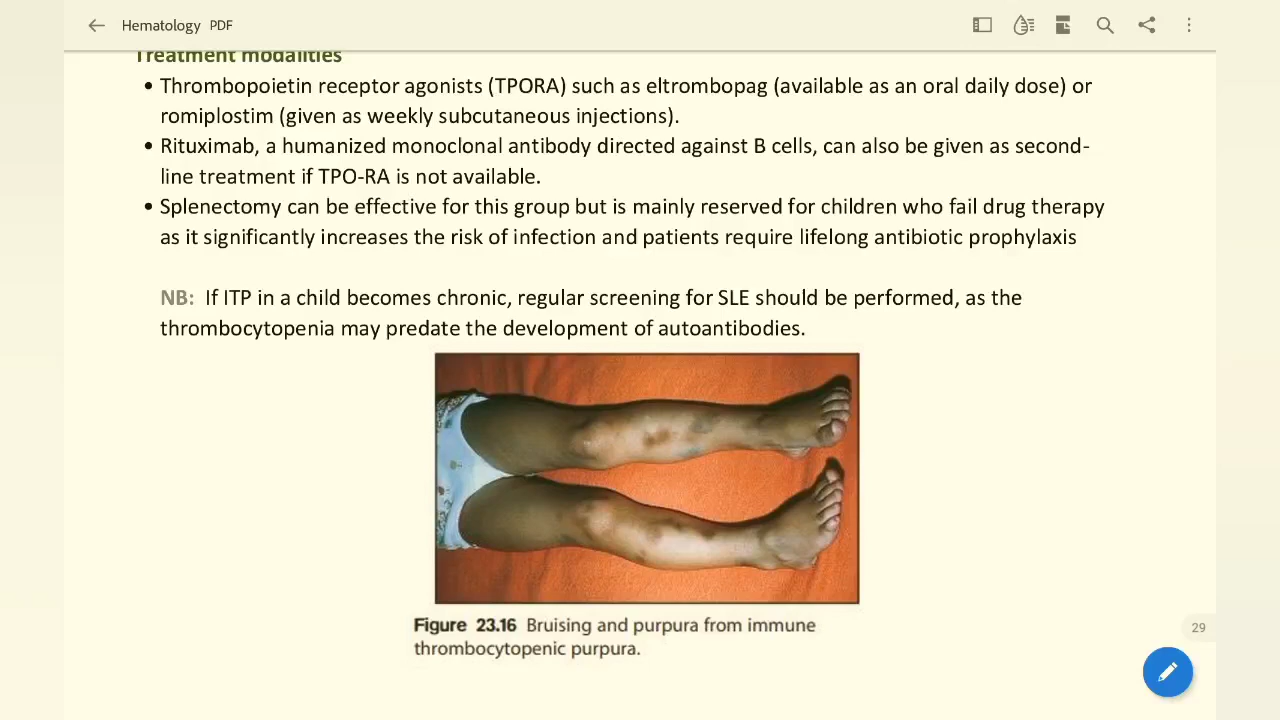 Hematology PDF
Treatment modalities
• Thrombopoietin receptor agonists (TPORA) such as eltrombopag (available as an oral daily dose) or
romiplostim (given as weekly subcutaneous injections).
• Rituximab, a humanized monoclonal antibody directed against B cells, can also be given as second-
line treatment if TPO-RA is not available.
• Splenectomy can be effective for this group but is mainly reserved for children who fail drug therapy
as it significantly increases the risk of infection and patients require lifelong antibiotic prophylaxis
NB: If ITP in a child becomes chronic, regular screening for SLE should be performed, as the
thrombocytopenia may predate the development of autoantibodies.
Figure 23.16 Bruising and purpura from immune
thrombocytopenic purpura.
29